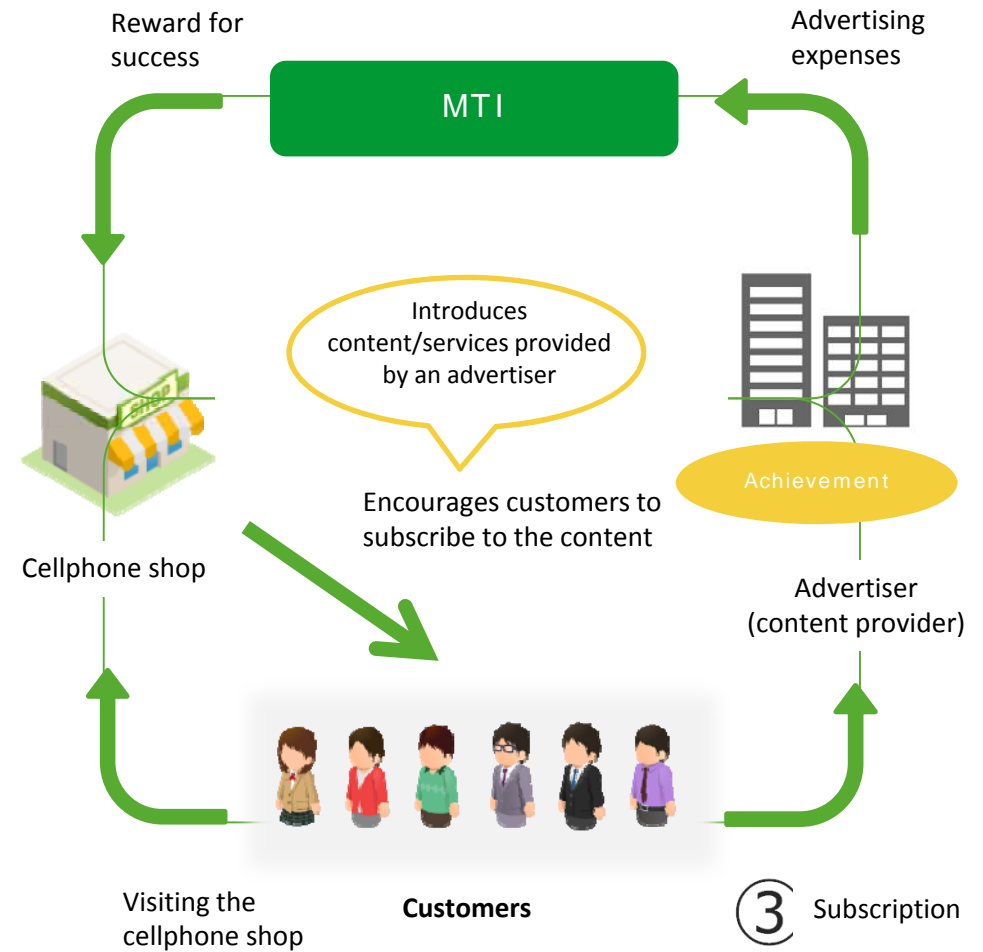 Reward for
success
Advertising
expenses
MTI
Introduces
content/services provided
by an advertiser
SHOP
Achievement
Encourages customers to
subscribe to the content
Cellphone shop
Advertiser
(content provider)
Visiting the
cellphone shop
Customers
③ Subscription